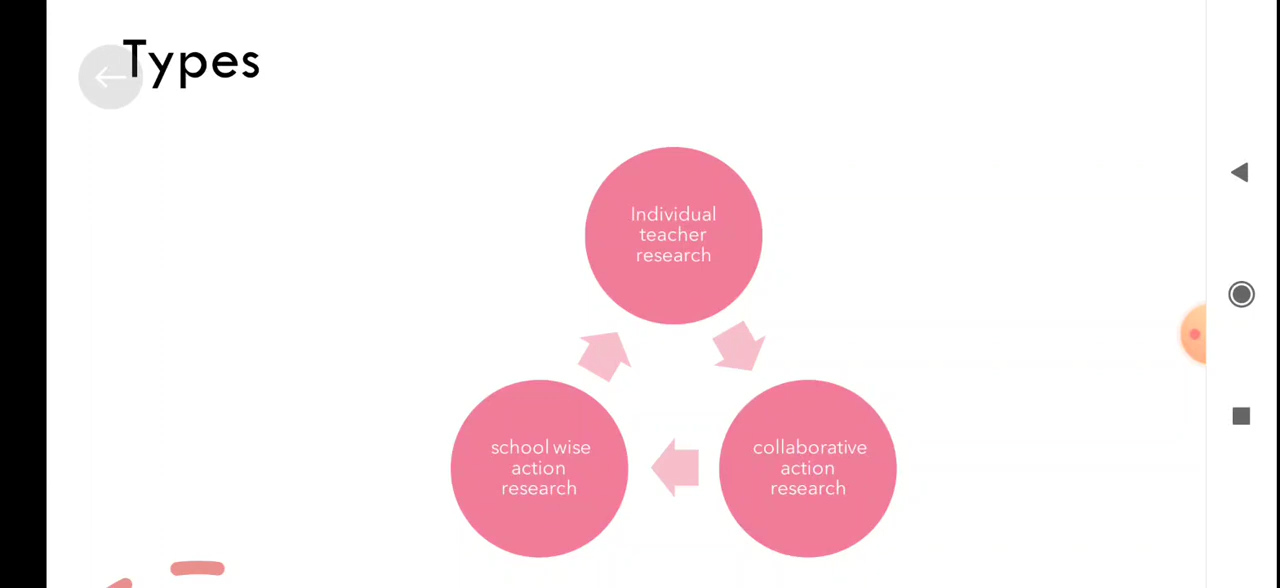 Types
Individual
teacher
research
school wise
action
research
collaborative
action
research